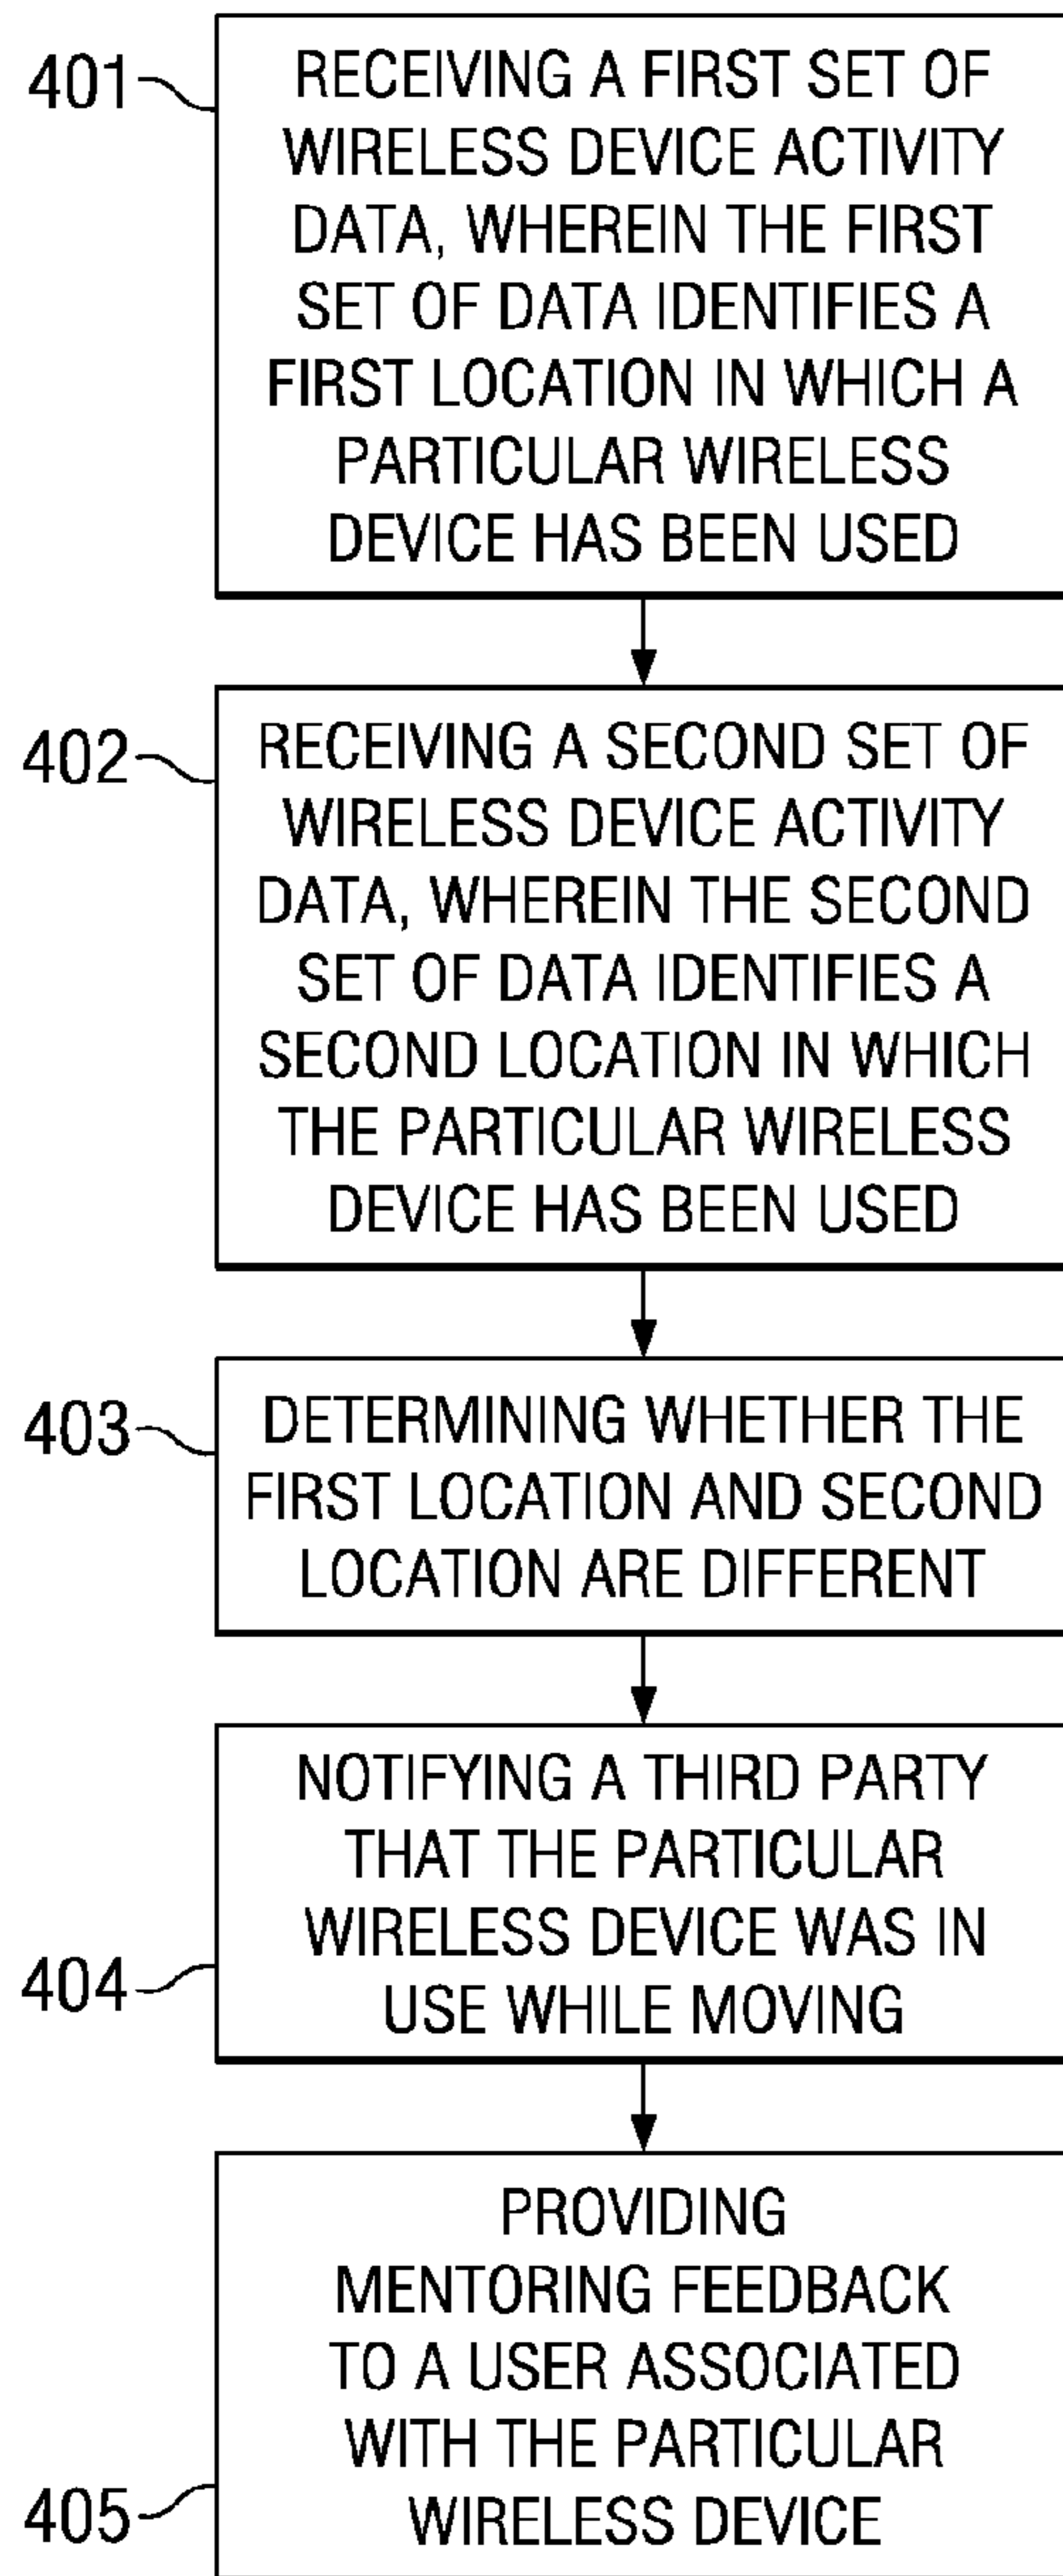 401
RECEIVING A FIRST SET OF
WIRELESS DEVICE ACTIVITY
DATA, WHEREIN THE FIRST
SET OF DATA IDENTIFIES A
FIRST LOCATION IN WHICH A
PARTICULAR WIRELESS
DEVICE HAS BEEN USED
402
RECEIVING A SECOND SET OF
WIRELESS DEVICE ACTIVITY
DATA, WHEREIN THE SECOND
SET OF DATA IDENTIFIES A
SECOND LOCATION IN WHICH
THE PARTICULAR WIRELESS
DEVICE HAS BEEN USED
403
DETERMINING WHETHER THE
FIRST LOCATION AND SECOND
LOCATION ARE DIFFERENT
404
NOTIFYING A THIRD PARTY
THAT THE PARTICULAR
WIRELESS DEVICE WAS IN
USE WHILE MOVING
405
PROVIDING
MENTORING FEEDBACK
TO A USER ASSOCIATED
WITH THE PARTICULAR
WIRELESS DEVICE